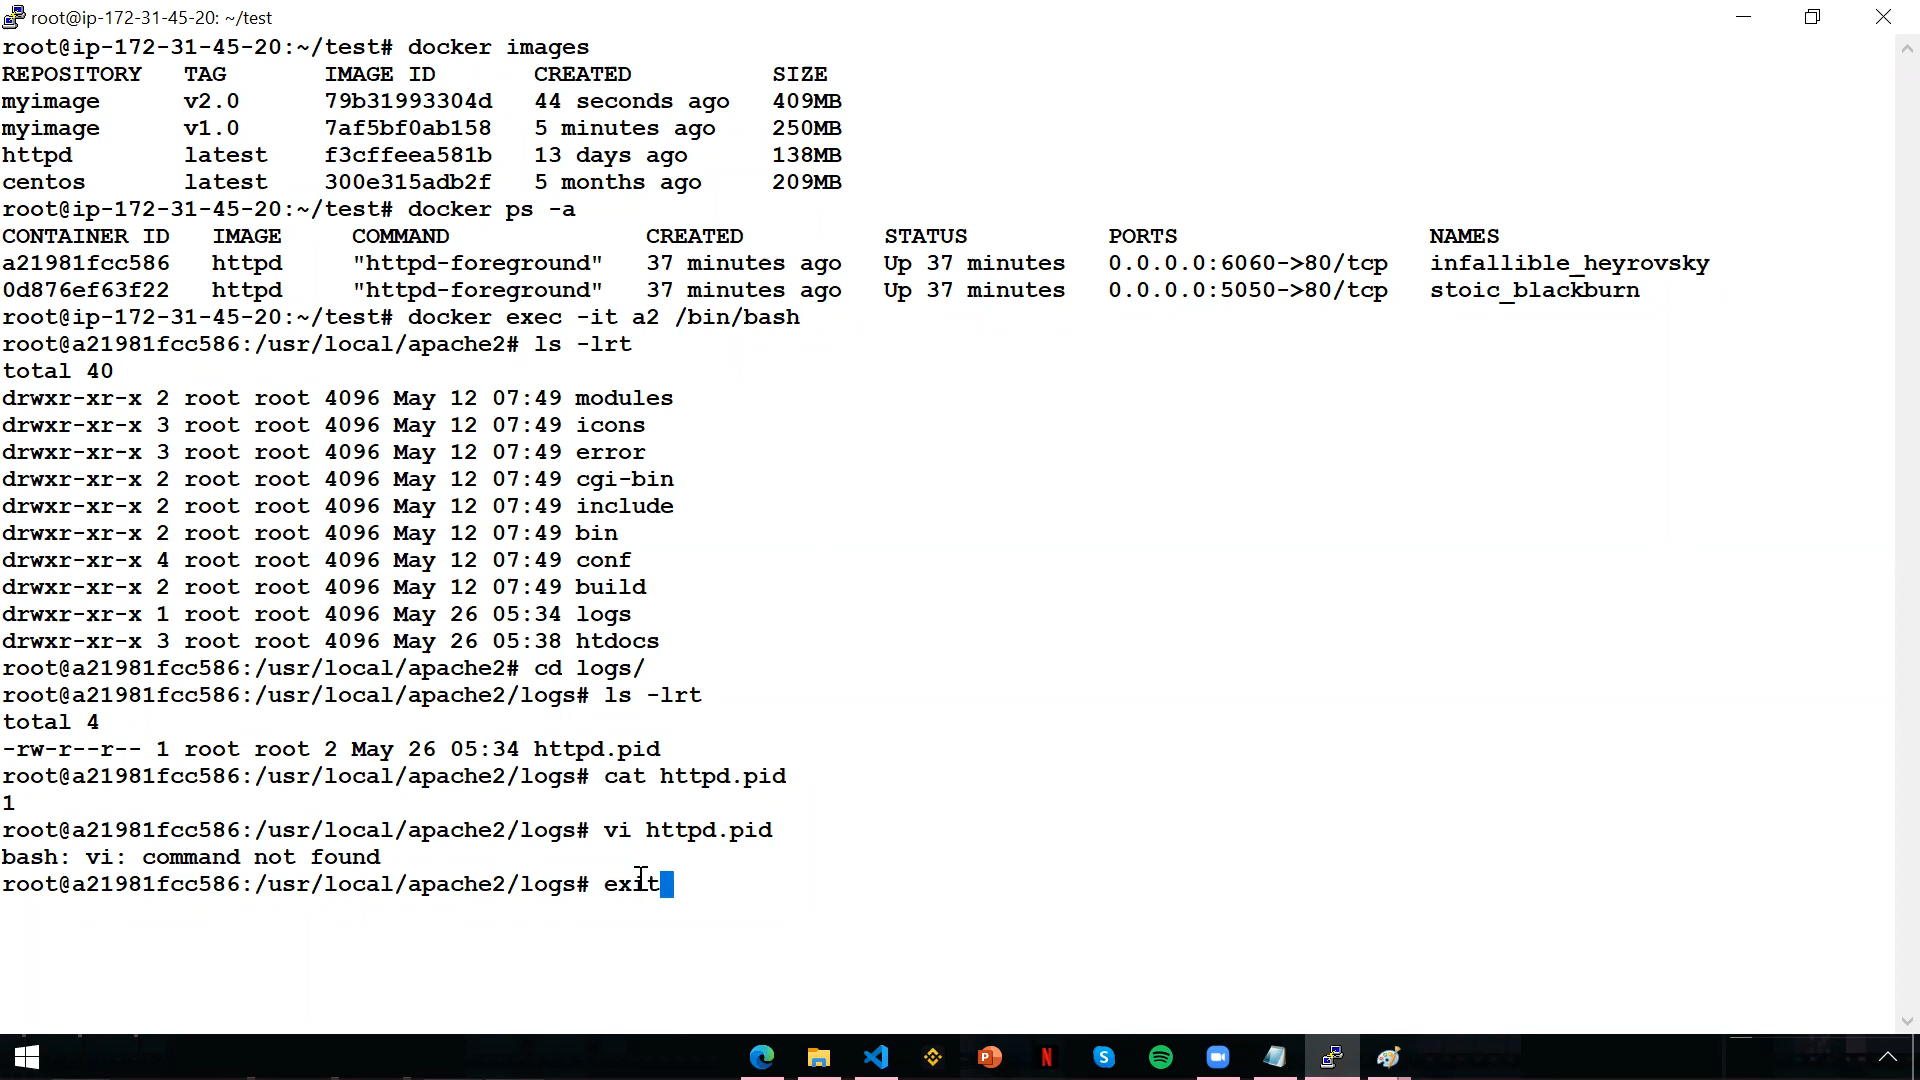 root@ip-172-31-45-20: ~/test
root@ip-172-31-45-20:~/test# docker images
REPOSITORY   TAG       IMAGE ID       CREATED          SIZE
myimage      v2.0      79b31993304d   44 seconds ago   409MB
myimage      v1.0      7af5bf0ab158   5 minutes ago    250MB
httpd        latest    f3cffeea581b   13 days ago      138MB
centos       latest    300e315adb2f   5 months ago     209MB
root@ip-172-31-45-20:~/test# docker ps -a
CONTAINER ID   IMAGE     COMMAND              CREATED          STATUS          PORTS                  NAMES
a21981fcc586   httpd     "httpd-foreground"   37 minutes ago   Up 37 minutes   0.0.0.0:6060->80/tcp   infallible_heyrovsky
0d876ef63f22   httpd     "httpd-foreground"   37 minutes ago   Up 37 minutes   0.0.0.0:5050->80/tcp   stoic_blackburn
root@ip-172-31-45-20:~/test# docker exec -it a2 /bin/bash
root@a21981fcc586:/usr/local/apache2# ls -lrt
total 40
drwxr-xr-x 2 root root 4096 May 12 07:49 modules
drwxr-xr-x 3 root root 4096 May 12 07:49 icons
drwxr-xr-x 3 root root 4096 May 12 07:49 error
drwxr-xr-x 2 root root 4096 May 12 07:49 cgi-bin
drwxr-xr-x 2 root root 4096 May 12 07:49 include
drwxr-xr-x 2 root root 4096 May 12 07:49 bin
drwxr-xr-x 4 root root 4096 May 12 07:49 conf
drwxr-xr-x 2 root root 4096 May 12 07:49 build
drwxr-xr-x 1 root root 4096 May 26 05:34 logs
drwxr-xr-x 3 root root 4096 May 26 05:38 htdocs
root@a21981fcc586:/usr/local/apache2# cd logs/
root@a21981fcc586:/usr/local/apache2/logs# ls -lrt
total 4
-rw-r--r-- 1 root root 2 May 26 05:34 httpd.pid
root@a21981fcc586:/usr/local/apache2/logs# cat httpd.pid
1
root@a21981fcc586:/usr/local/apache2/logs# vi httpd.pid
bash: vi: command not found
root@a21981fcc586:/usr/local/apache2/logs# exit